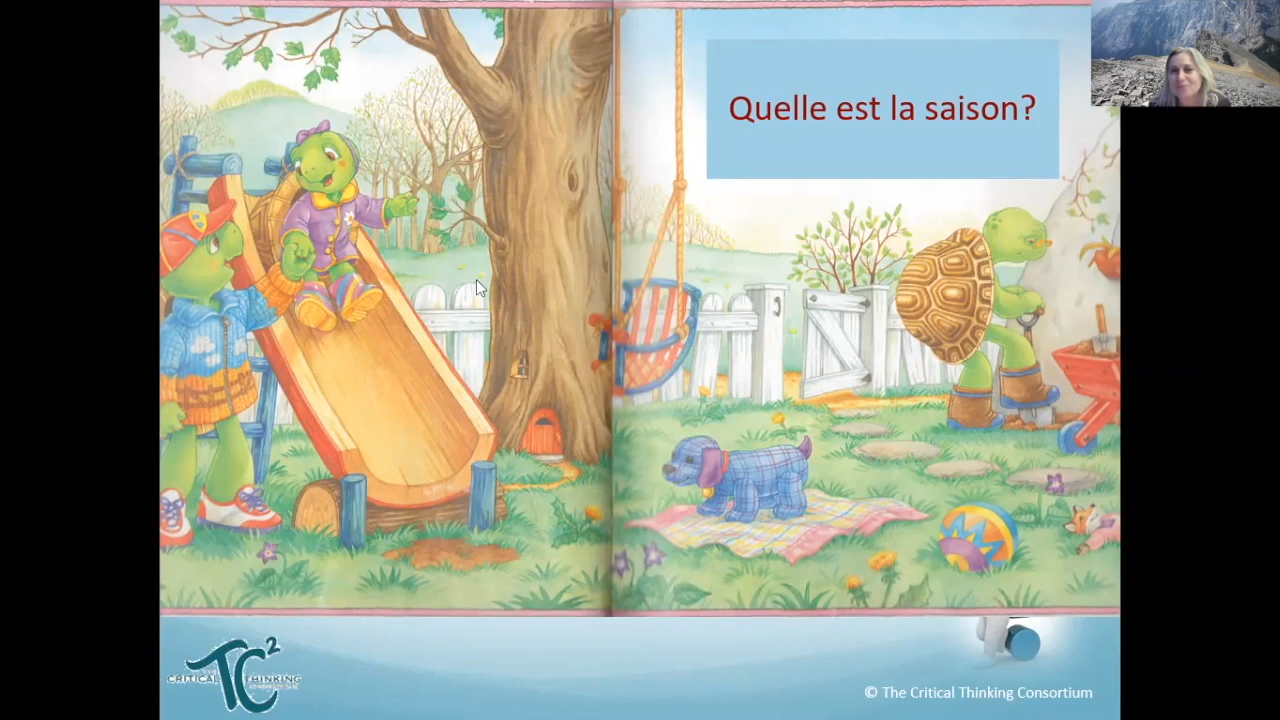 Quelle est la saison?
TC2
CRITICAL THINKING
© The Critical Thinking Consortium